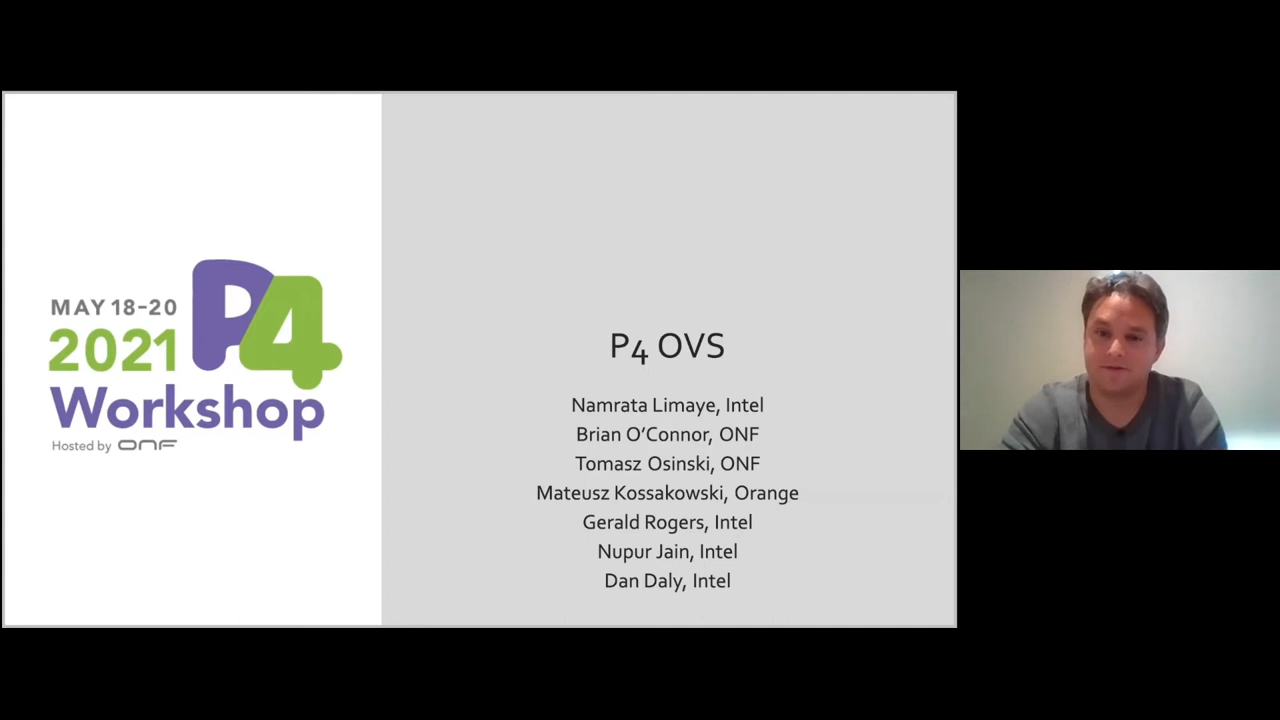 MAY 18-20
2021
P4
Workshop
Hosted by ONF
P4 OVS
Namrata Limaye, Intel
Brian O'Connor, ONF
Tomasz Osinski, ONF
Mateusz Kossakowski, Orange
Gerald Rogers, Intel
Nupur Jain, Intel
Dan Daly, Intel